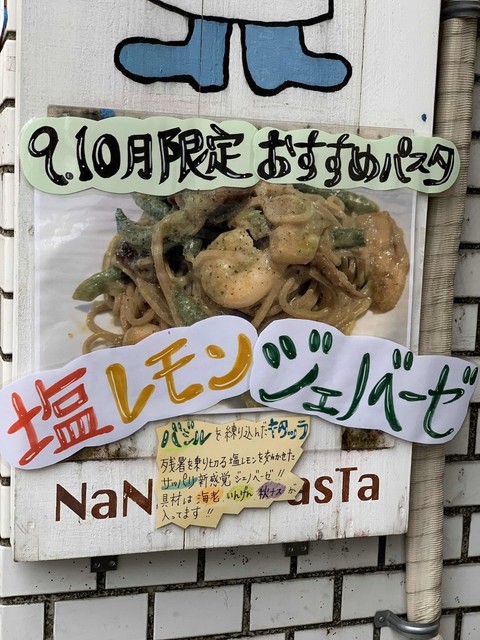 9.10月限定 おすすめパスタ
塩レモン ジェノベーゼ
バジルを練り込んだキタッラ
残暑を乗り切る塩レモンをきかせた
サッパリ新感覚ジェノベーゼ!!
具材は海老、いんげん、秋ナスが
入ってます!!
NaN asTa